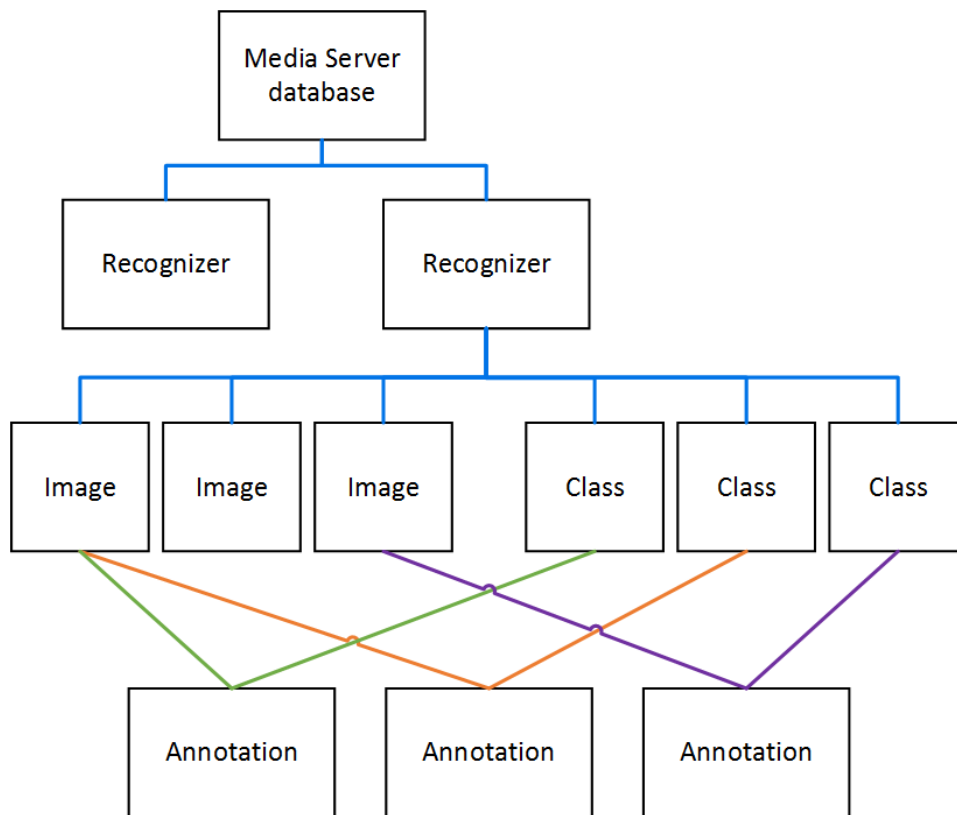 Media Server
database
Recognizer
Recognizer
Image
Image
Image
Class
Class
Class
Annotation
Annotation
Annotation